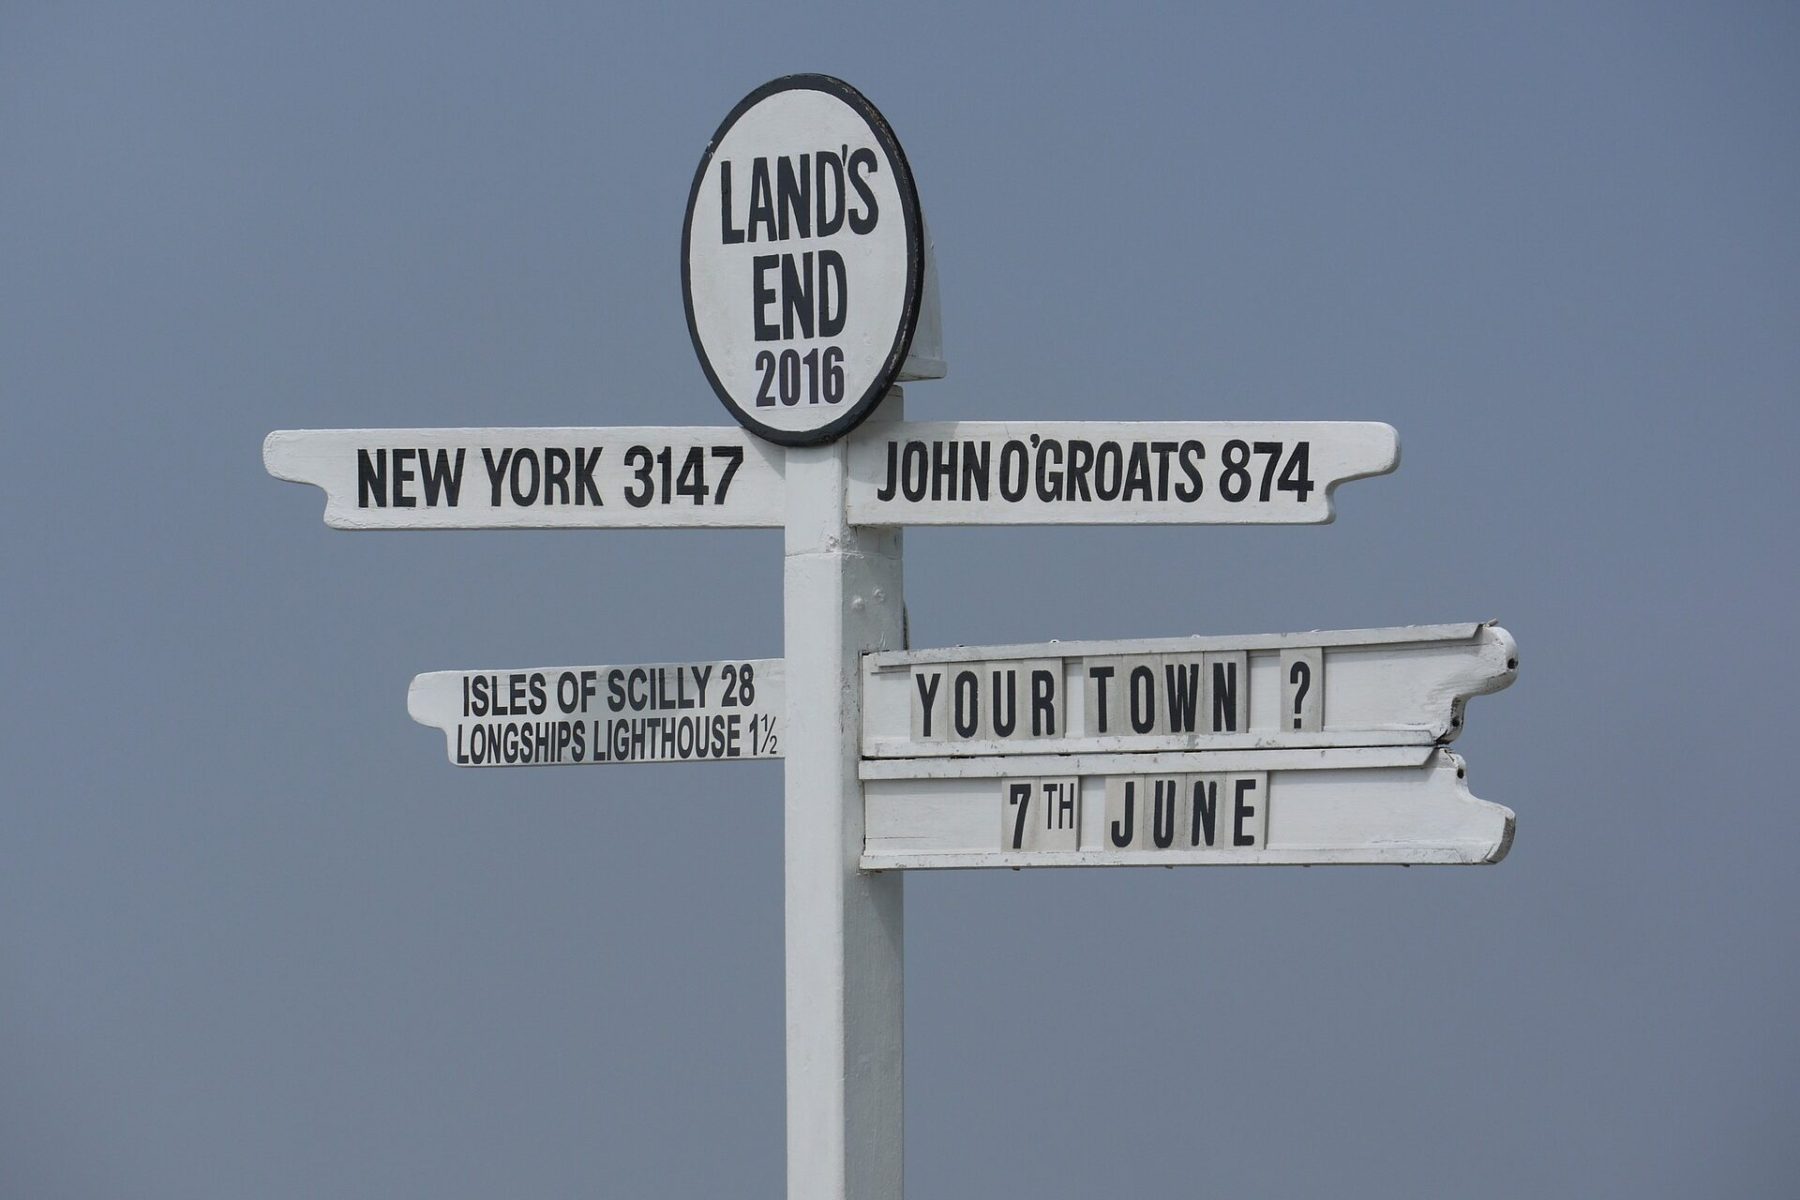 LAND'S
END
2016
NEW YORK 3147
JOHN O'GROATS 874
ISLES OF SCILLY 28
LONGSHIPS LIGHTHOUSE 1½
YOUR TOWN ?
7TH JUNE